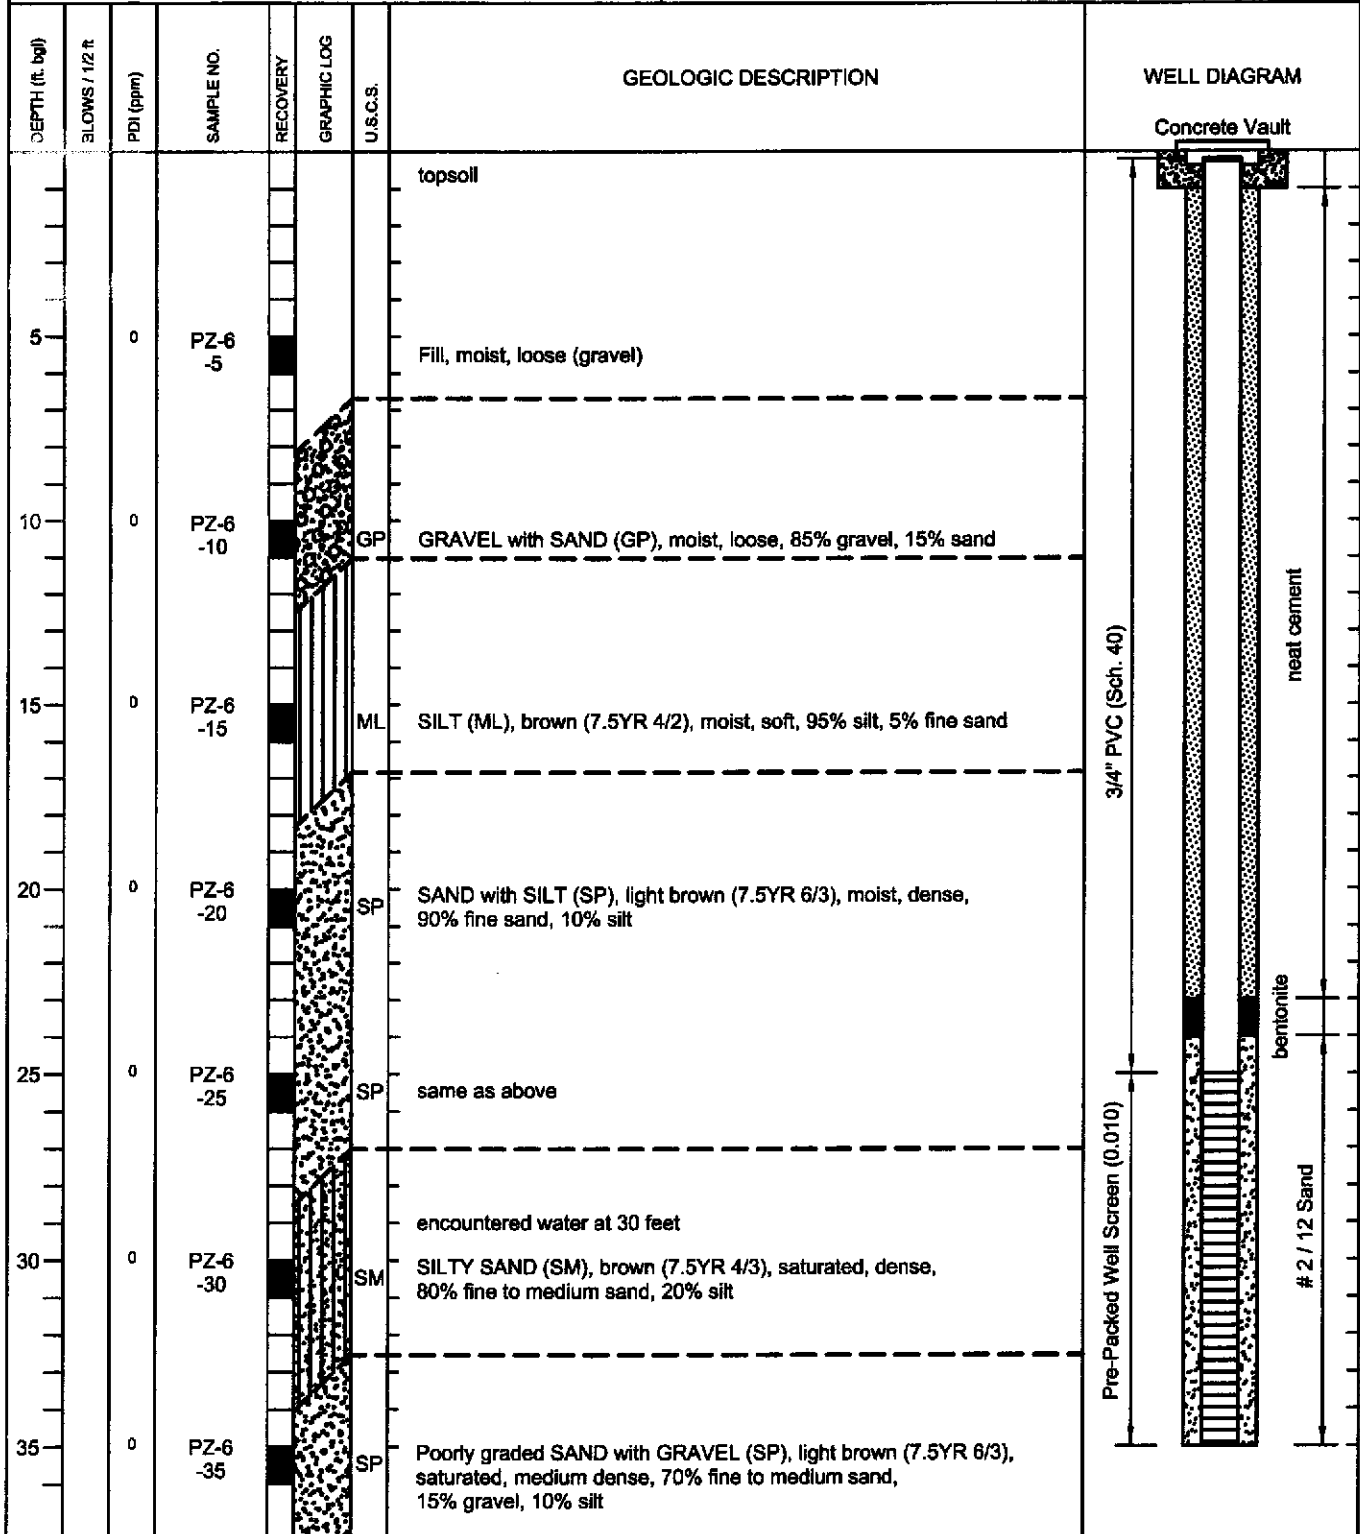 DEPTH (ft. bgl)
BLOWS / 1/2 ft
PDI (ppm)
SAMPLE NO.
RECOVERY
GRAPHIC LOG
U.S.C.S.
GEOLOGIC DESCRIPTION
WELL DIAGRAM
Concrete Vault
topsoil
5
0
PZ-6
-5
Fill, moist, loose (gravel)
10
0
PZ-6
-10
GP
GRAVEL with SAND (GP), moist, loose, 85% gravel, 15% sand
15
0
PZ-6
-15
ML
SILT (ML), brown (7.5YR 4/2), moist, soft, 95% silt, 5% fine sand
20
0
PZ-6
-20
SP
SAND with SILT (SP), light brown (7.5YR 6/3), moist, dense,
90% fine sand, 10% silt
25
0
PZ-6
-25
SP
same as above
encountered water at 30 feet
30
0
PZ-6
-30
SM
SILTY SAND (SM), brown (7.5YR 4/3), saturated, dense,
80% fine to medium sand, 20% silt
35
0
PZ-6
-35
SP
Poorly graded SAND with GRAVEL (SP), light brown (7.5YR 6/3),
saturated, medium dense, 70% fine to medium sand,
15% gravel, 10% silt
3/4" PVC (Sch. 40)
Pre-Packed Well Screen (0.010)
neat cement
bentonite
# 2 / 12 Sand